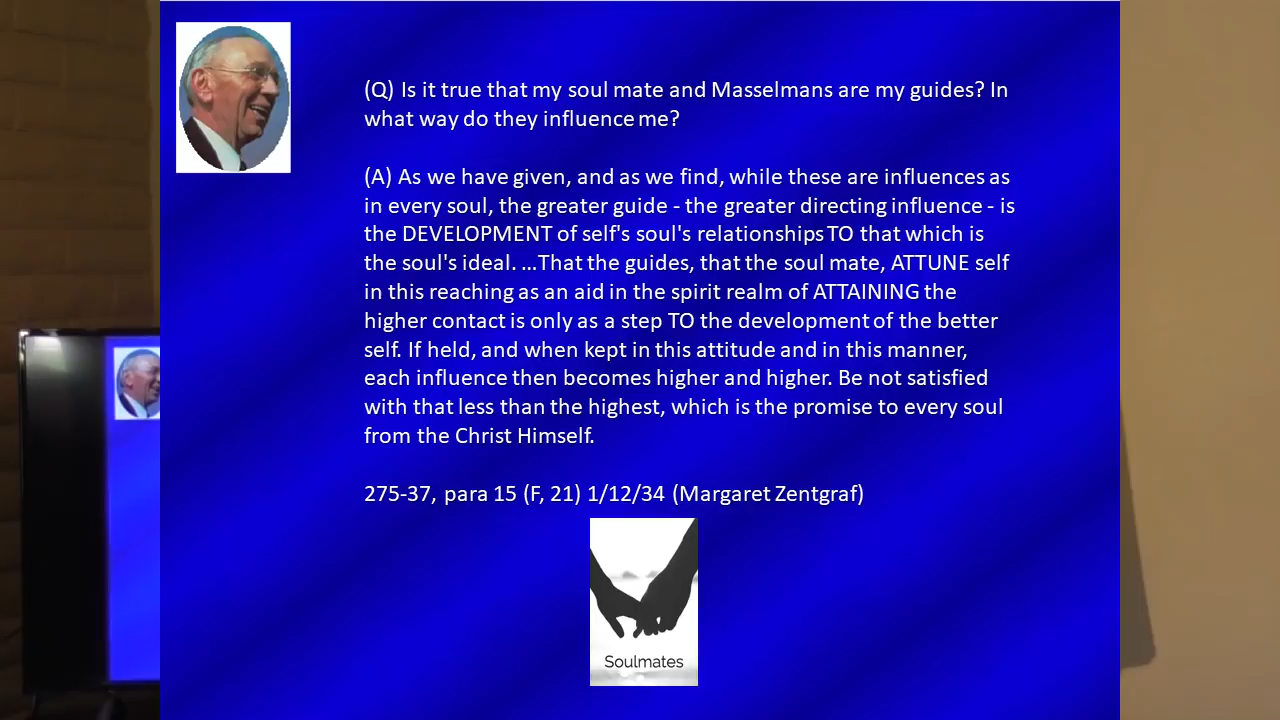 (Q) Is it true that my soul mate and Masselmans are my guides? In
what way do they influence me?
(A) As we have given, and as we find, while these are influences as
in every soul, the greater guide - the greater directing influence - is
the DEVELOPMENT of self's soul's relationships TO that which is
the soul's ideal. ...That the guides, that the soul mate, ATTUNE self
in this reaching as an aid in the spirit realm of ATTAINING the
higher contact is only as a step TO the development of the better
self. If held, and when kept in this attitude and in this manner,
each influence then becomes higher and higher. Be not satisfied
with that less than the highest, which is the promise to every soul
from the Christ Himself.
275-37, para 15 (F, 21) 1/12/34 (Margaret Zentgraf)
Soulmates